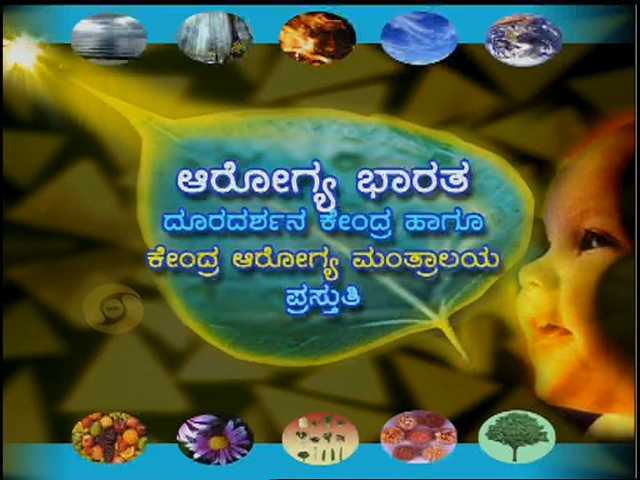 ಆರೋಗ್ಯ ಭಾರತ
ದೂರದರ್ಶನ ಕೇಂದ್ರ ಹಾಗೂ
ಕೇಂದ್ರ ಆರೋಗ್ಯ ಮಂತ್ರಾಲಯ
ಪ್ರಸ್ತುತಿ